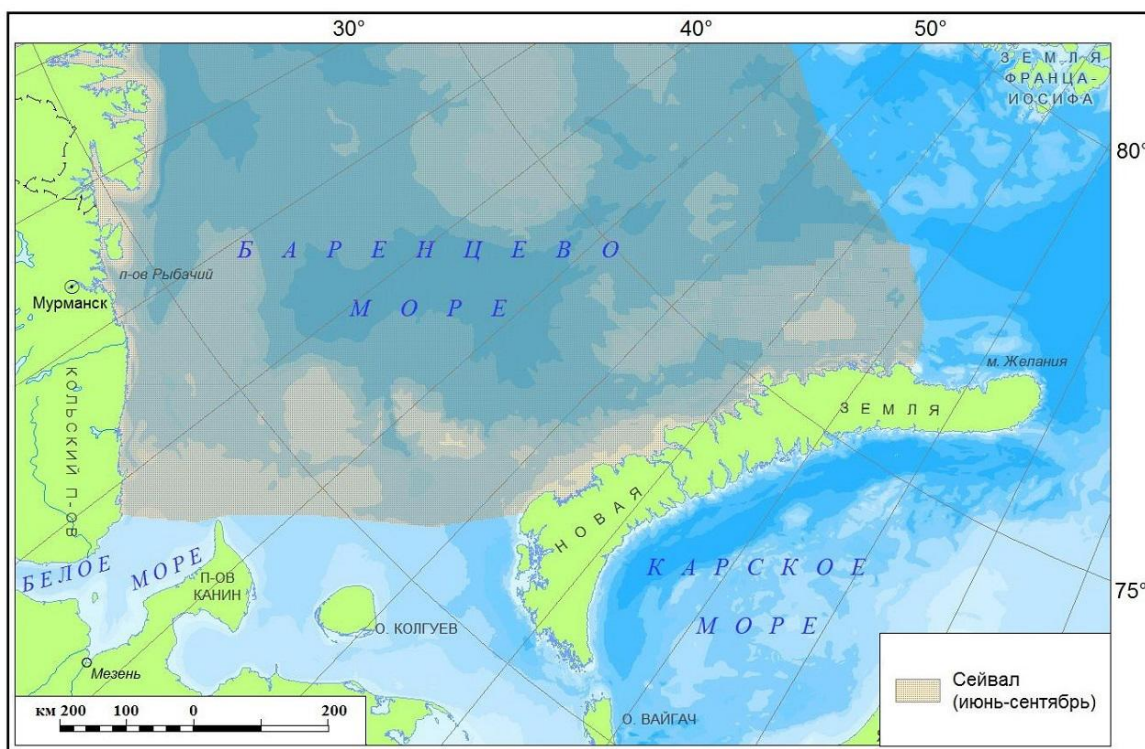 30°
40°
50°
ЗЕМЛЯ
ФРАНЦА-
ИОСИФА
80°
БАРЕНЦЕВО
п-ов Рыбачий
Мурманск
МОРЕ
м. Желания
КОЛЬСКИЙ П-ОВ
ЗЕМЛЯ
НОВАЯ
БЕЛОЕ МОРЕ
П-ОВ
КАНИН
КАРСКОЕ
75°
О. КОЛГУЕВ
МОРЕ
Мезень
Сейвал
(июнь-сентябрь)
км 200 100 0 200
О. ВАЙГАЧ